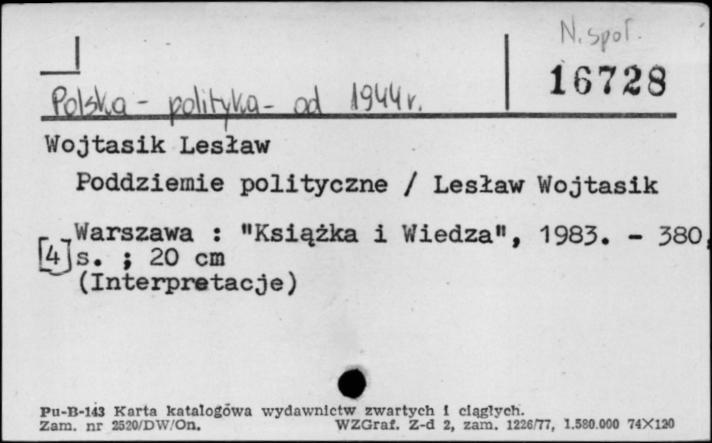 N. społ.
16728
Polska - polityka - od 1944 r.
Wojtasik Lesław
Poddziemie polityczne / Lesław Wojtasik
Warszawa : "Książka i Wiedza", 1983. - 380,
[4] s. ; 20 cm
(Interpretacje)
Pu-B-143 Karta katalogowa wydawnictw zwartych i ciągłych.
Zam. nr 2520/DW/On. WZGraf. Z-d 2, zam. 1226/77, 1.580.000 74X120